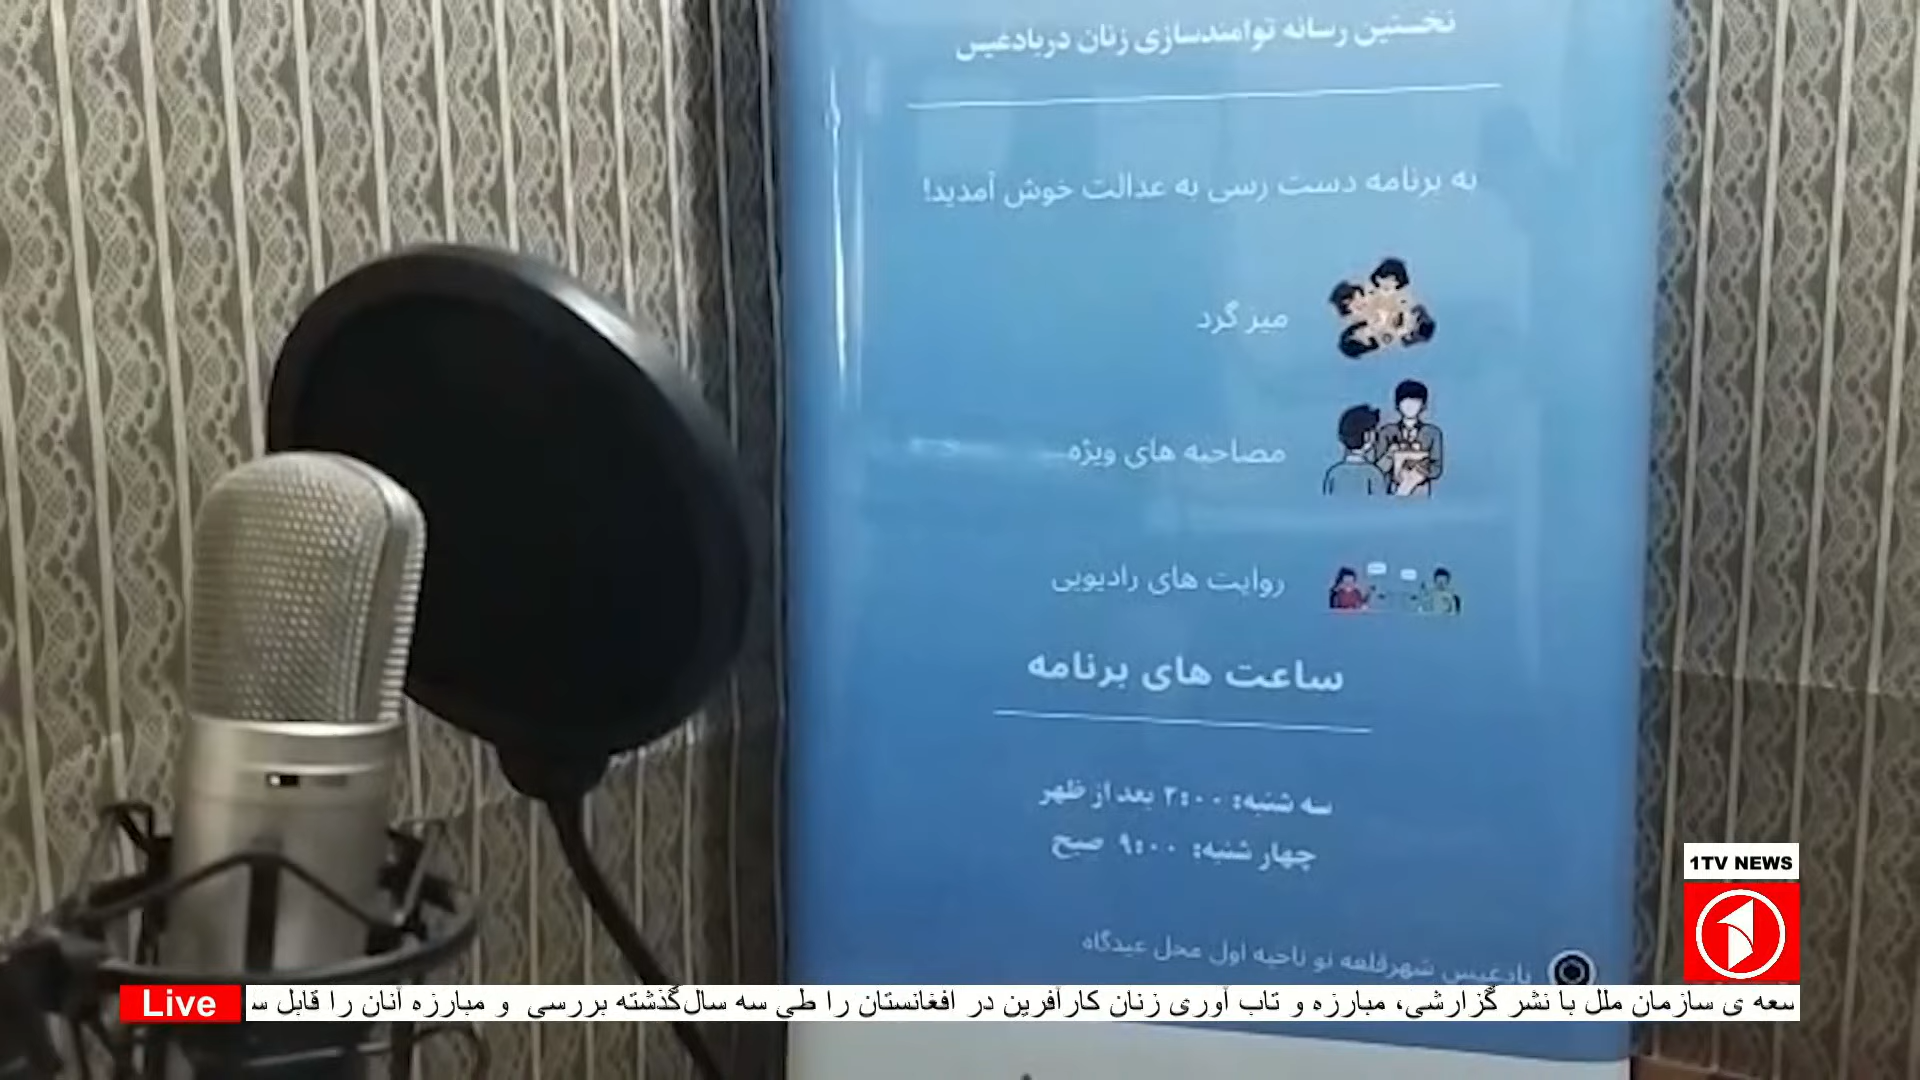 نخستین رسانه توامندسازی زنان دربادغیس
به برنامه دست رسی به عدالت خوش آمدید!
میز گرد
مصاحبه های ویژه
روایت های رادیویی
ساعت های برنامه
سه شنبه: ۲:۰۰ بعد از ظهر
چهار شنبه: ۹:۰۰ صبح
بادغیس شهرقلعه نو ناحیه اول محل عیدگاه
1TV NEWS
Live
سعه ی سازمان ملل با نشر گزارشی، مبارزه و تاب آوری زنان کارآفرین در افغانستان را طی سه سال‌گذشته بررسی و مبارزه آنان را قابل س